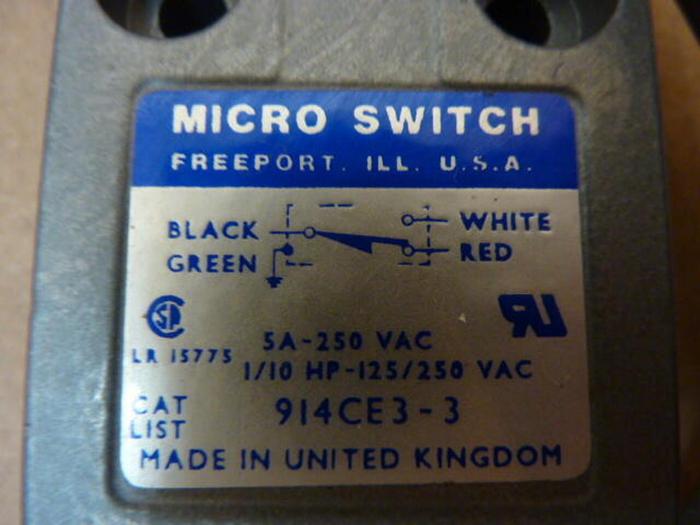 MICRO SWITCH
FREEPORT. ILL. U.S.A.
BLACK WHITE
GREEN RED
SP
LR 15775
5A-250 VAC
1/10 HP-125/250 VAC
CAT LIST 914CE3-3
MADE IN UNITED KINGDOM